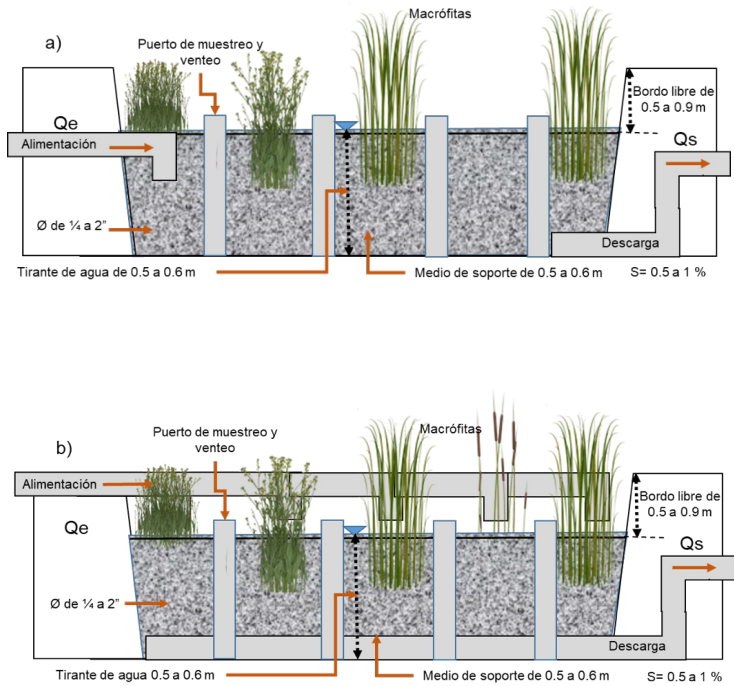 a)
Macrófitas
Puerto de muestreo y
venteo
Bordo libre de
0.5 a 0.9 m
Qe
Alimentación
Qs
Ø de ¼ a 2”
Descarga
Tirante de agua de 0.5 a 0.6 m
Medio de soporte de 0.5 a 0.6 m
S= 0.5 a 1 %
b)
Macrófitas
Puerto de muestreo y
venteo
Alimentación
Bordo libre de
0.5 a 0.9 m
Qe
Qs
Ø de ¼ a 2”
Descarga
Tirante de agua 0.5 a 0.6 m
Medio de soporte de 0.5 a 0.6 m
S= 0.5 a 1 %